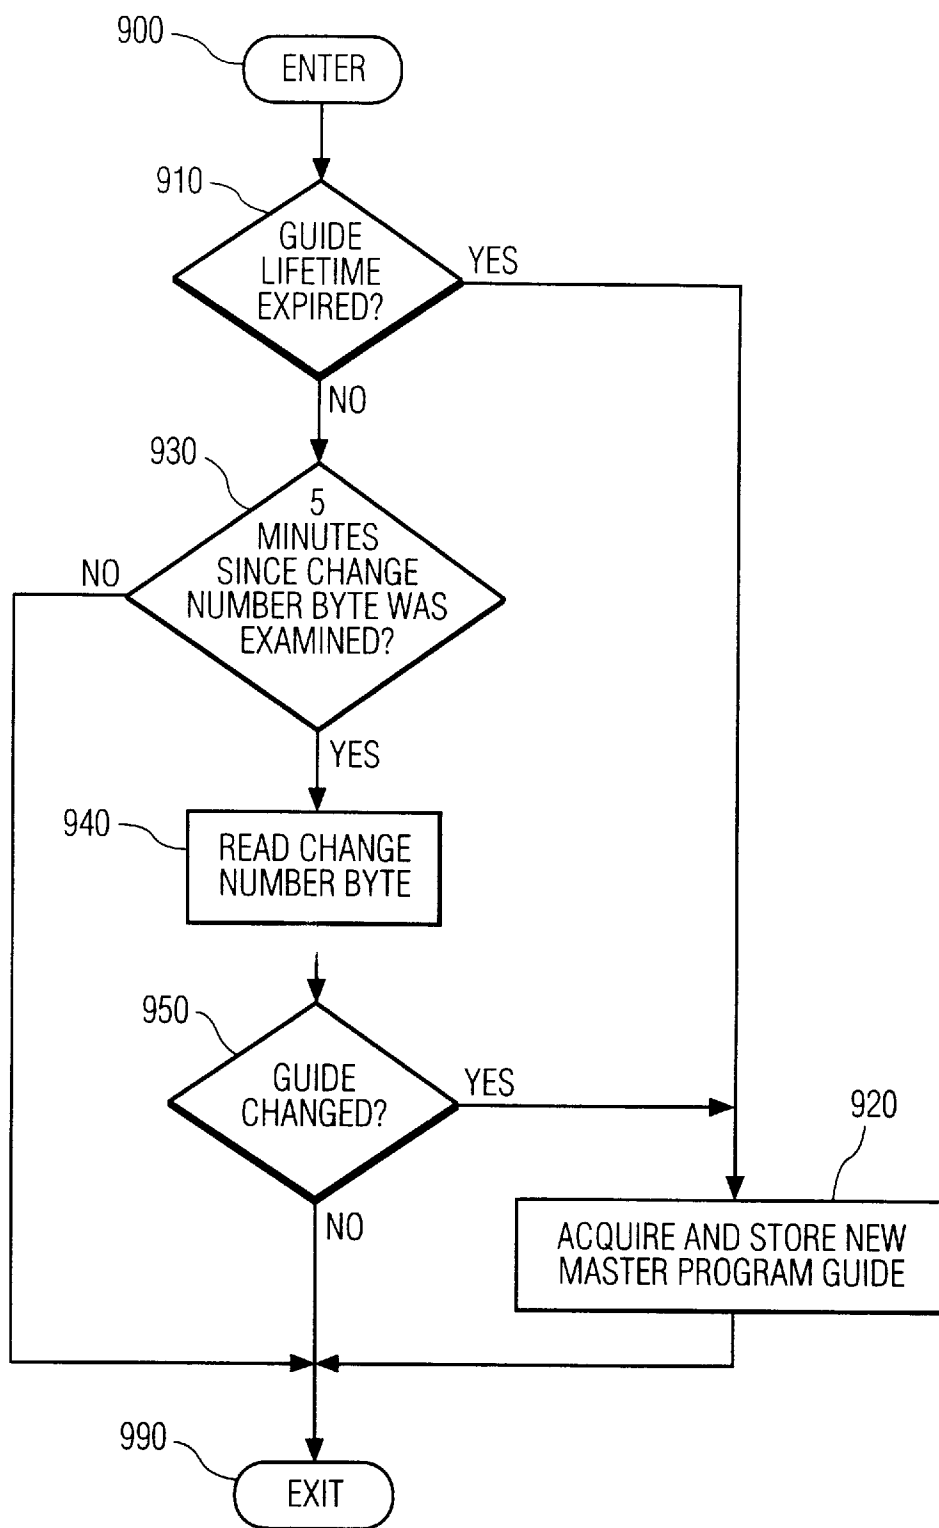 900
ENTER
910
GUIDE
LIFETIME
EXPIRED?
YES
NO
930
5
MINUTES
SINCE CHANGE
NUMBER BYTE WAS
EXAMINED?
NO
YES
940
READ CHANGE
NUMBER BYTE
950
GUIDE
CHANGED?
YES
NO
920
ACQUIRE AND STORE NEW
MASTER PROGRAM GUIDE
990
EXIT